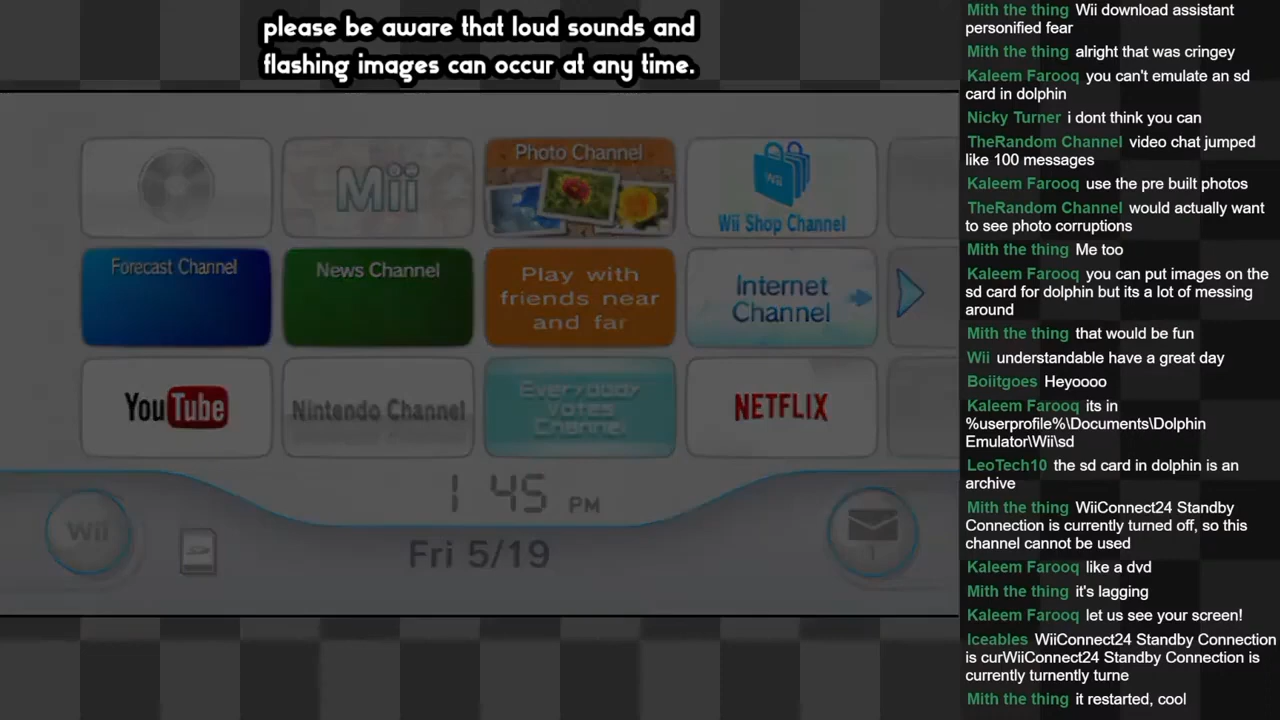 please be aware that loud sounds and
flashing images can occur at any time.
Mii
Photo Channel
Wii
Wii Shop Channel
Forecast Channel
News Channel
Play with
friends near
and far
Internet
Channel
YouTube
Nintendo Channel
Everybody
Votes
Channel
NETFLIX
1 45 PM
Wii
Fri 5/19
1
Mith the thing Wii download assistant
personified fear
Mith the thing alright that was cringey
Kaleem Farooq you can't emulate an sd
card in dolphin
Nicky Turner i dont think you can
TheRandom Channel video chat jumped
like 100 messages
Kaleem Farooq use the pre built photos
TheRandom Channel would actually want
to see photo corruptions
Mith the thing Me too
Kaleem Farooq you can put images on the
sd card for dolphin but its a lot of messing
around
Mith the thing that would be fun
Wii understandable have a great day
Boiitgoes Heyoooo
Kaleem Farooq its in
%userprofile%\Documents\Dolphin
Emulator\Wii\sd
LeoTech10 the sd card in dolphin is an
archive
Mith the thing WiiConnect24 Standby
Connection is currently turned off, so this
channel cannot be used
Kaleem Farooq like a dvd
Mith the thing it's lagging
Kaleem Farooq let us see your screen!
Iceables WiiConnect24 Standby Connection
is curWiiConnect24 Standby Connection is
currently turnently turne
Mith the thing it restarted, cool